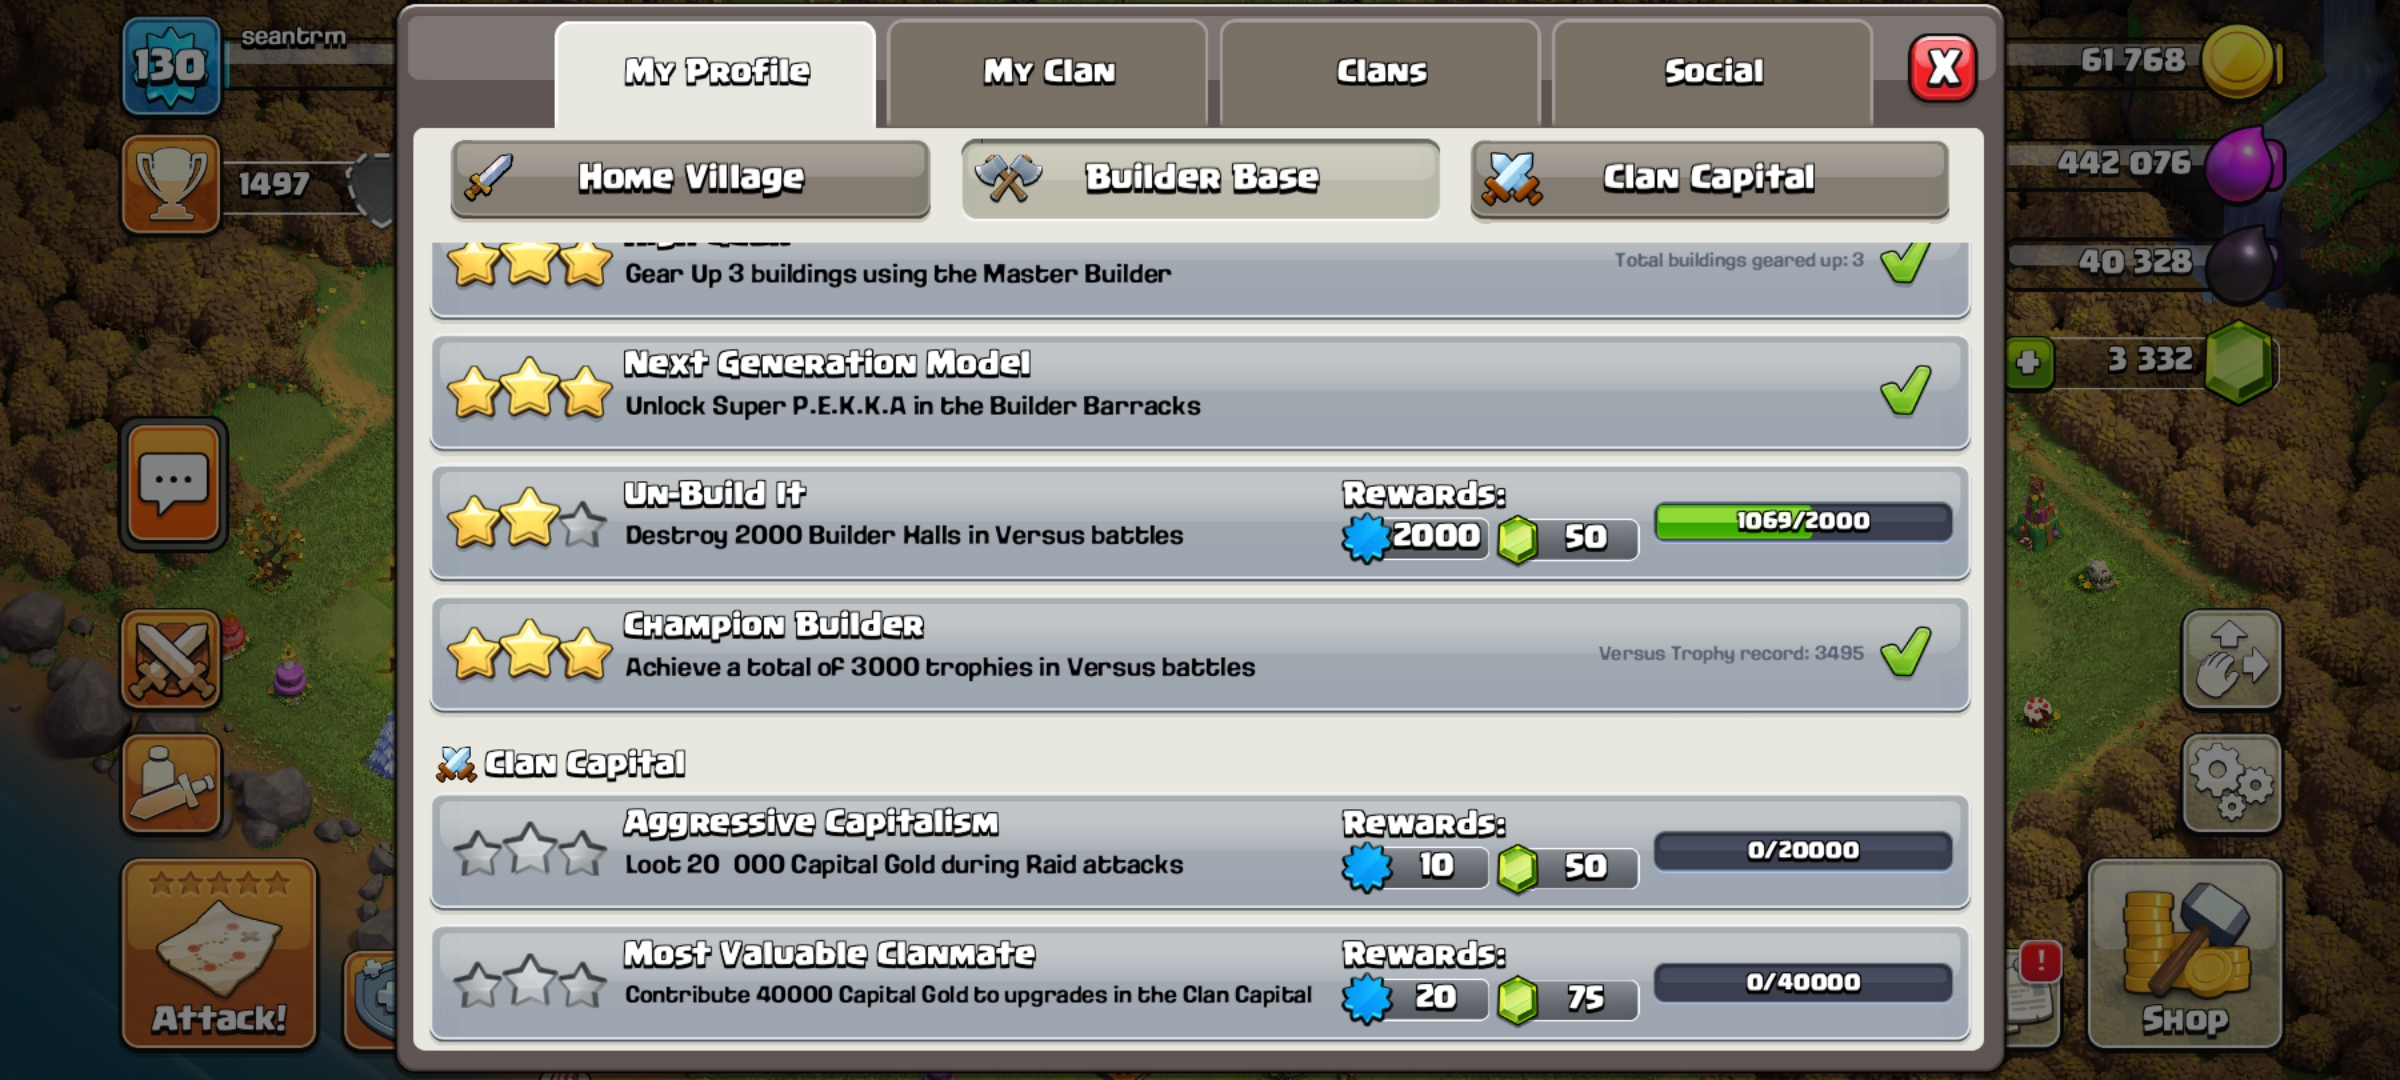 130
seantrm
My Profile
My Clan
Clans
Social
X
61 768
1497
Home Village
Builder Base
Clan Capital
442 076
Gear Up 3 buildings using the Master Builder
Total buildings geared up: 3
40 328
Next Generation Model
Unlock Super P.E.K.K.A in the Builder Barracks
3 332
Un-Build It
Destroy 2000 Builder Halls in Versus battles
Rewards:
2000
50
1069/2000
Champion Builder
Achieve a total of 3000 trophies in Versus battles
Versus Trophy record: 3495
Clan Capital
Aggressive Capitalism
Loot 20 000 Capital Gold during Raid attacks
Rewards:
10
50
0/20000
Most Valuable Clanmate
Contribute 40000 Capital Gold to upgrades in the Clan Capital
Rewards:
20
75
0/40000
Attack!
!
Shop